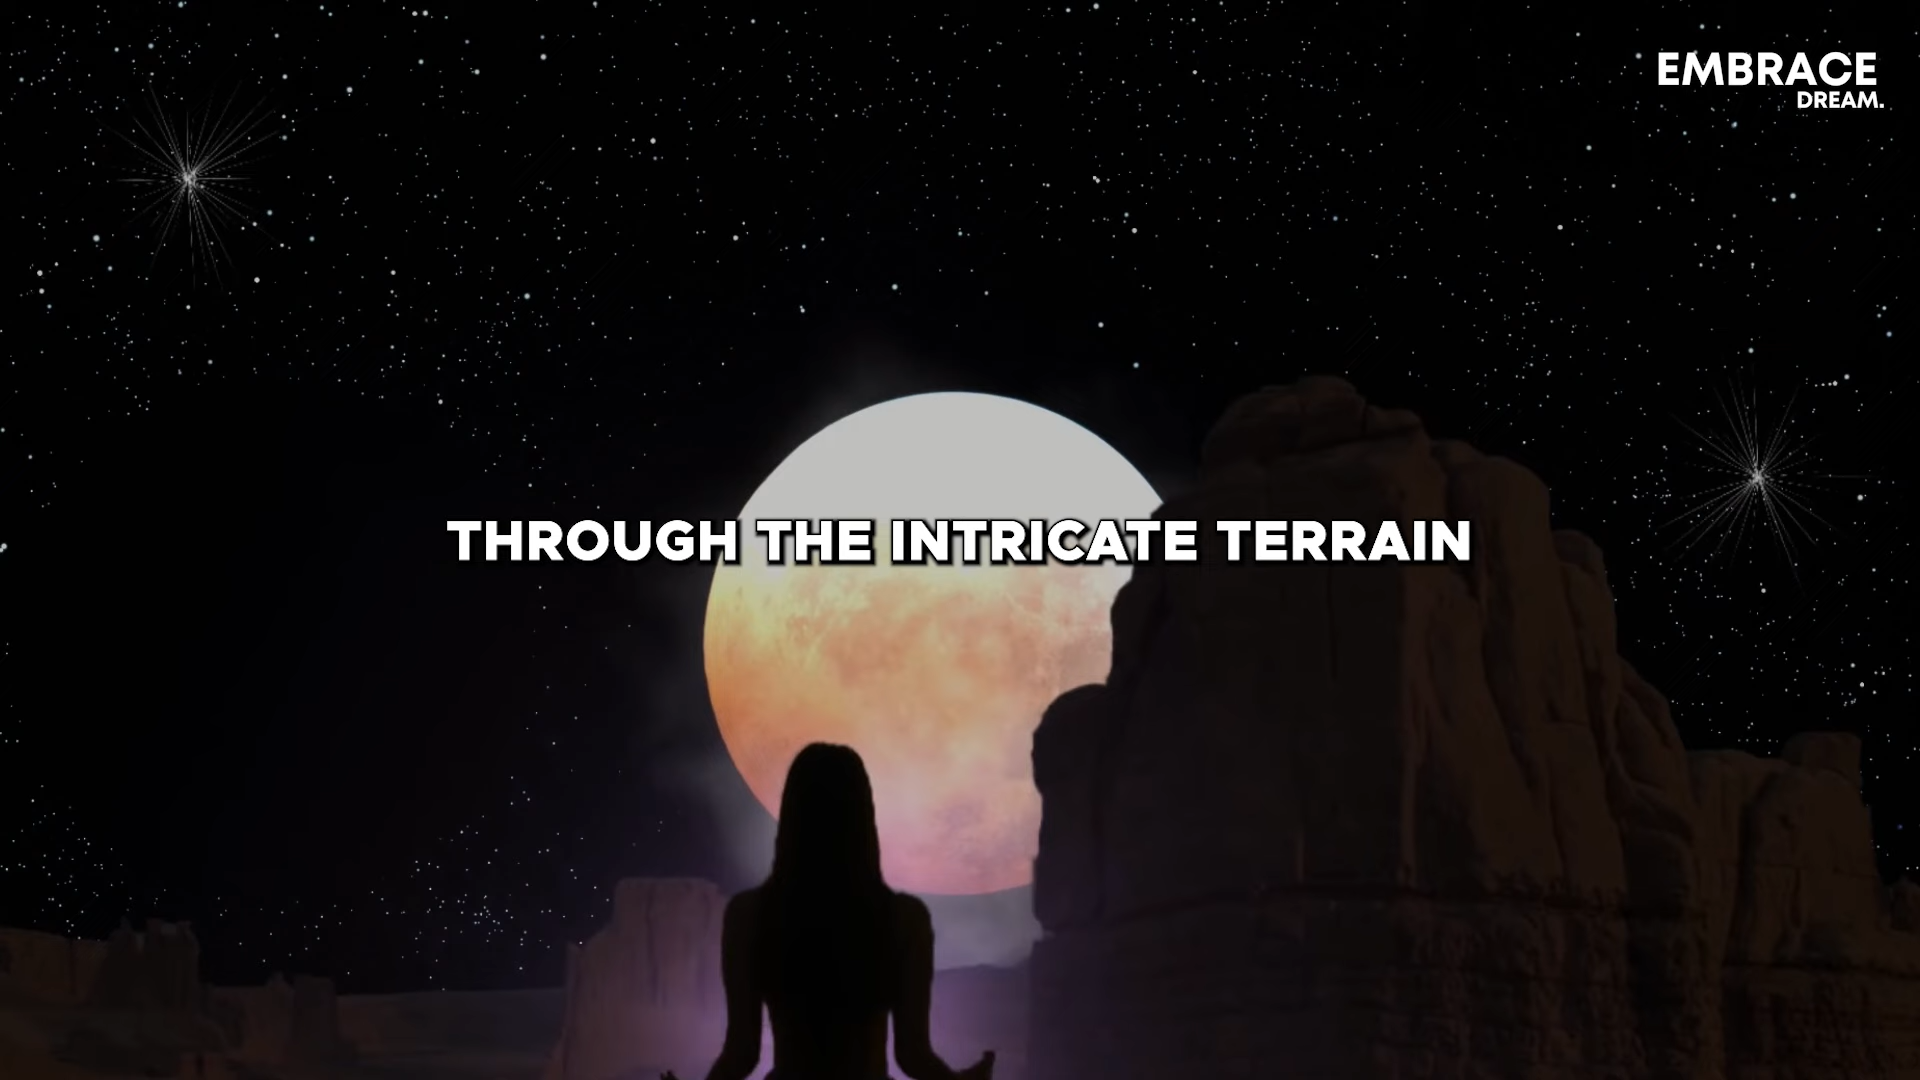 EMBRACE
DREAM.
THROUGH THE INTRICATE TERRAIN